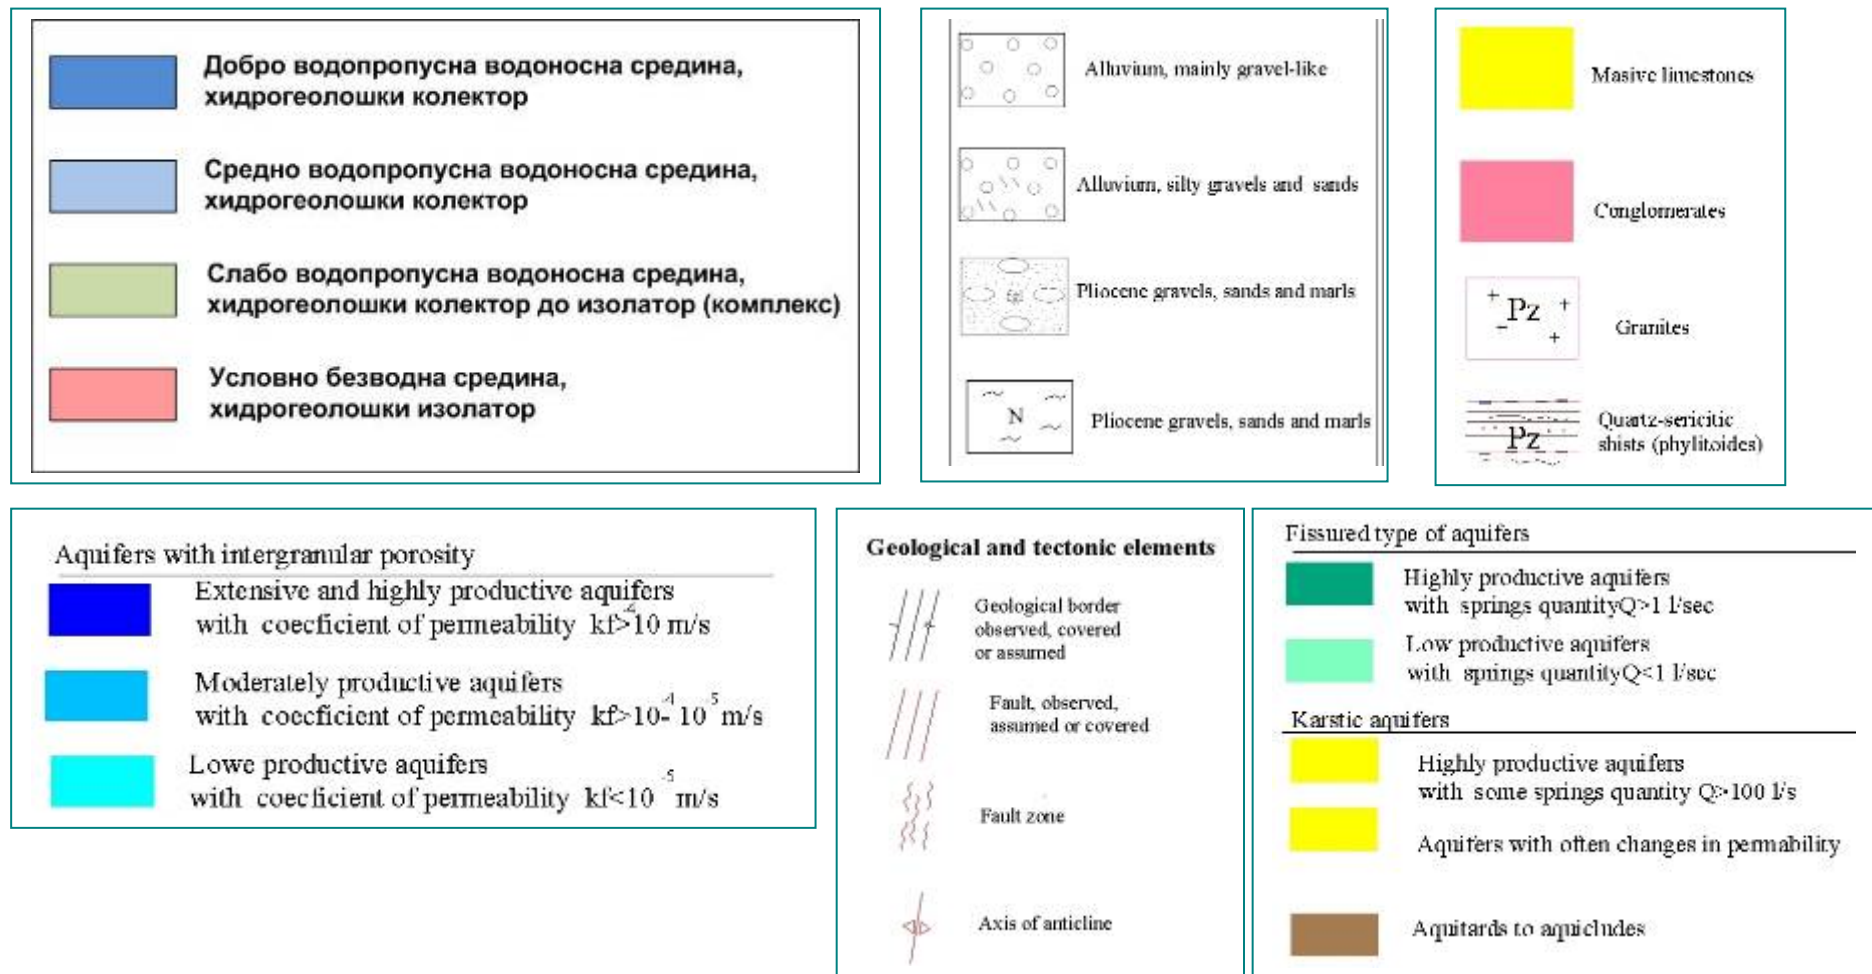 Добро водопропусна водоносна средина,
хидрогеолошки колектор
Средно водопропусна водоносна средина,
хидрогеолошки колектор
Слабо водопропусна водоносна средина,
хидрогеолошки колектор до изолатор (комплекс)
Условно безводна средина,
хидрогеолошки изолатор
Alluvium, mainly gravel-like
Alluvium, silty gravels and sands
Pliocene gravels, sands and marls
N
Pliocene gravels, sands and marls
Masive limestones
Conglomerates
Pz
Granites
Pz
Quartz-sericitic
shists (phylitoides)
Aquifers with intergranular porosity
Extensive and highly productive aquifers
with coecficient of permeability kf>10⁻⁴ m/s
Moderately productive aquifers
with coecficient of permeability kf>10-⁻⁴ 10⁻⁵ m/s
Lowe productive aquifers
with coecficient of permeability kf<10⁻⁵ m/s
Geological and tectonic elements
Geological border
observed, covered
or assumed
Fault, observed,
assumed or covered
Fault zone
Axis of anticline
Fissured type of aquifers
Highly productive aquifers
with springs quantityQ>1 l/sec
Low productive aquifers
with springs quantityQ<1 l/sec
Karstic aquifers
Highly productive aquifers
with some springs quantity Q>100 l/s
Aquifers with often changes in permability
Aquitards to aquicludes